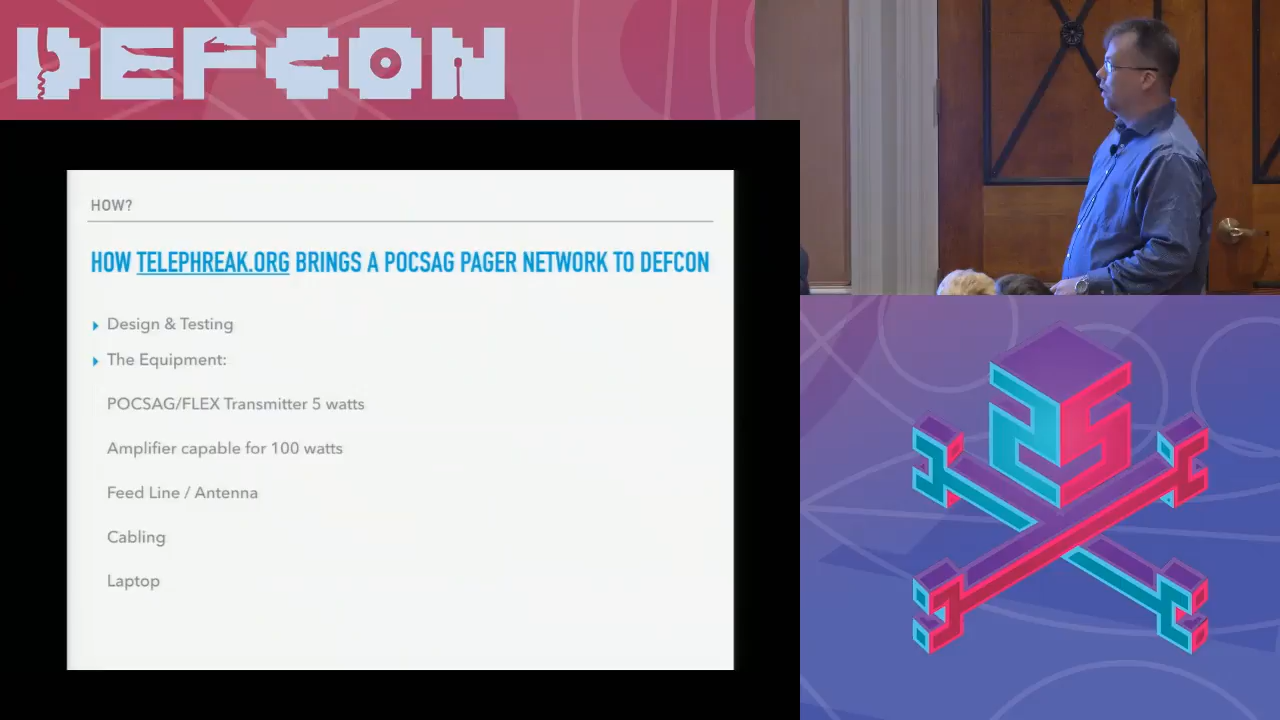 DEFCON
HOW?
HOW TELEPHREAK.ORG BRINGS A POCSAG PAGER NETWORK TO DEFCON
Design & Testing
The Equipment:
POCSAG/FLEX Transmitter 5 watts
Amplifier capable for 100 watts
Feed Line / Antenna
Cabling
Laptop
25